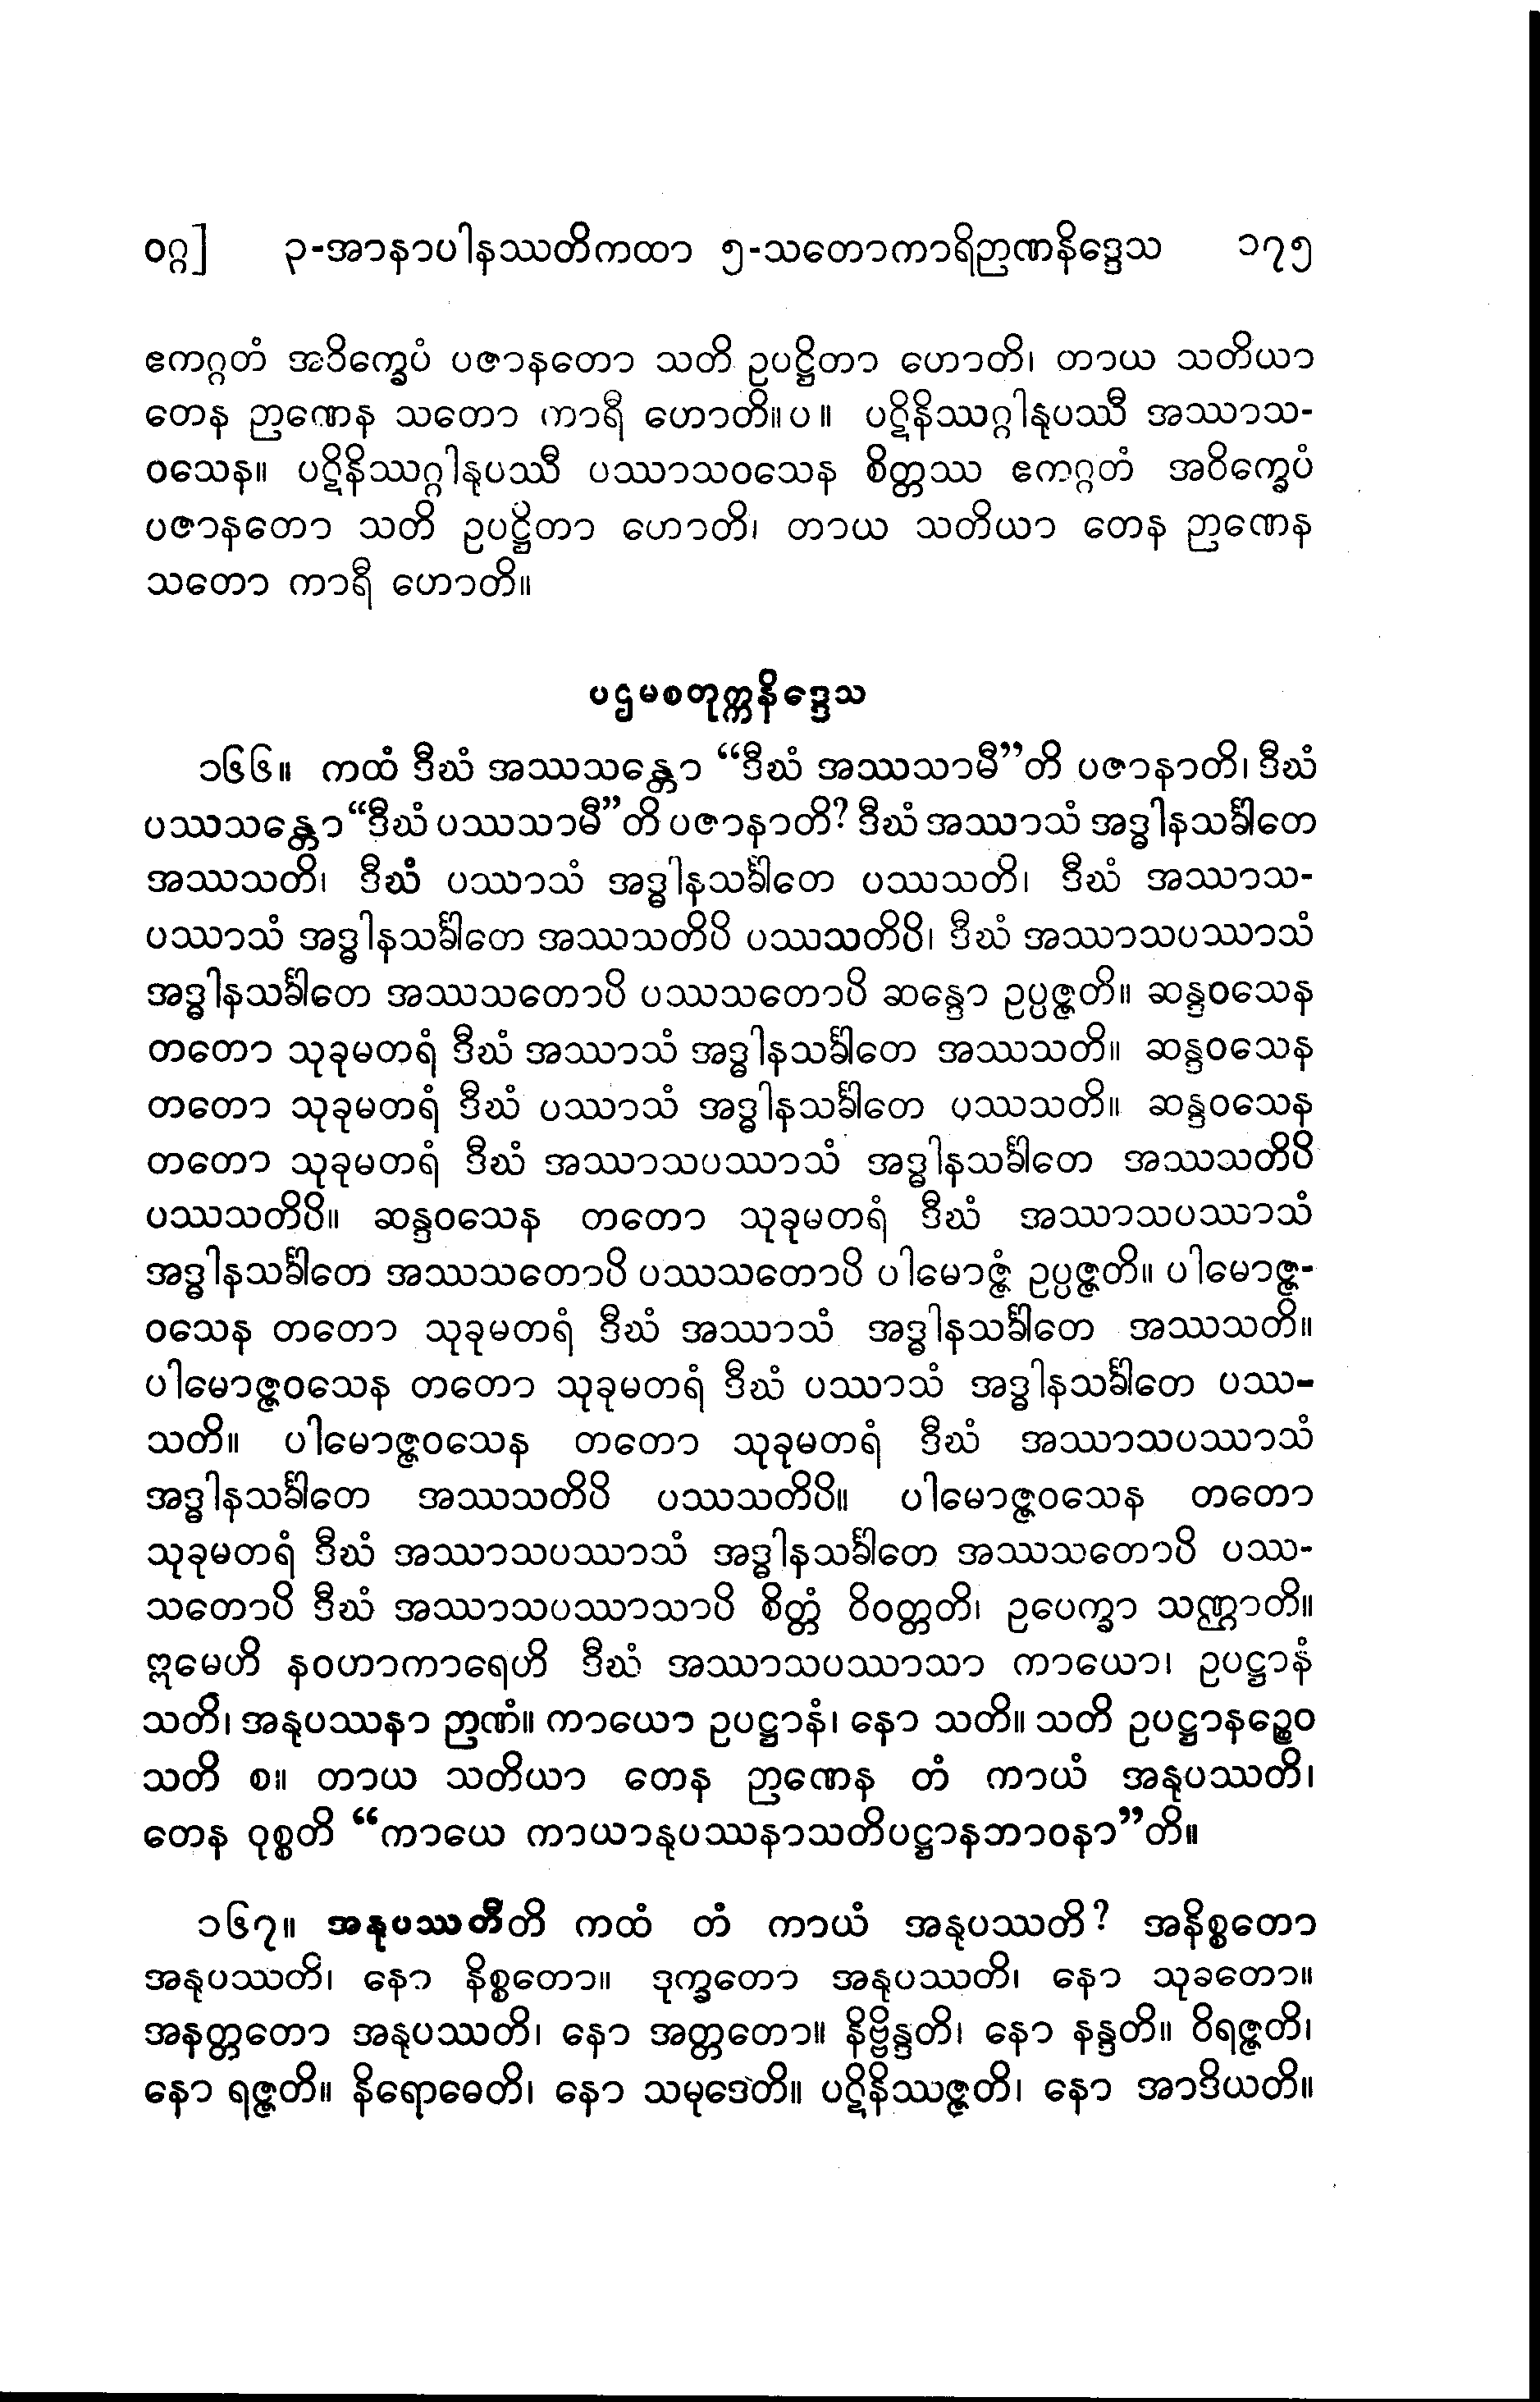 ဝဂ္ဂ] ၃-အာနာပါနဿတိကထာ ၅-သတောကာရိဉာဏနိဒ္ဒေသ ၁၇၅
ဧကဂ္ဂတံ အဝိက္ခေပံ ပဇာနတော သတိ ဥပဋ္ဌိတာ ဟောတိ၊ တာယ သတိယာ
တေန ဉာဏေန သတော ကာရီ ဟောတိ။ပ။ ပဋိနိဿဂ္ဂါနုပဿီ အဿာသ-
ဝသေန။ ပဋိနိဿဂ္ဂါနုပဿီ ပဿာသဝသေန စိတ္တဿ ဧကဂ္ဂတံ အဝိက္ခေပံ
ပဇာနတော သတိ ဥပဋ္ဌိတာ ဟောတိ၊ တာယ သတိယာ တေန ဉာဏေန
သတော ကာရီ ဟောတိ။
ပဌမစတုက္ကနိဒ္ဒေသ
၁၆၆။ ကထံ ဒီဃံ အဿသန္တော “ဒီဃံ အဿသာမီ”တိ ပဇာနာတိ၊ ဒီဃံ
ပဿသန္တော“ဒီဃံ ပဿသာမီ”တိ ပဇာနာတိ? ဒီဃံ အဿာသံ အဒ္ဓါနသင်္ခါတေ
အဿသတိ၊ ဒီဃံ ပဿာသံ အဒ္ဓါနသင်္ခါတေ ပဿသတိ၊ ဒီဃံ အဿာသ-
ပဿာသံ အဒ္ဓါနသင်္ခါတေ အဿသတိပိ ပဿသတိပိ၊ ဒီဃံ အဿာသပဿာသံ
အဒ္ဓါနသင်္ခါတေ အဿသတောပိ ပဿသတောပိ ဆန္ဒော ဥပ္ပဇ္ဇတိ။ ဆန္ဒဝသေန
တတော သုခုမတရံ ဒီဃံ အဿာသံ အဒ္ဓါနသင်္ခါတေ အဿသတိ။ ဆန္ဒဝသေန
တတော သုခုမတရံ ဒီဃံ ပဿာသံ အဒ္ဓါနသင်္ခါတေ ပဿသတိ။ ဆန္ဒဝသေန
တတော သုခုမတရံ ဒီဃံ အဿာသပဿာသံ အဒ္ဓါနသင်္ခါတေ အဿသတိပိ
ပဿသတိပိ။ ဆန္ဒဝသေန တတော သုခုမတရံ ဒီဃံ အဿာသပဿာသံ
အဒ္ဓါနသင်္ခါတေ အဿသတောပိ ပဿသတောပိ ပါမောဇ္ဇံ ဥပ္ပဇ္ဇတိ။ ပါမောဇ္ဇ-
ဝသေန တတော သုခုမတရံ ဒီဃံ အဿာသံ အဒ္ဓါနသင်္ခါတေ အဿသတိ။
ပါမောဇ္ဇဝသေန တတော သုခုမတရံ ဒီဃံ ပဿာသံ အဒ္ဓါနသင်္ခါတေ ပဿ-
သတိ။ ပါမောဇ္ဇဝသေန တတော သုခုမတရံ ဒီဃံ အဿာသပဿာသံ
အဒ္ဓါနသင်္ခါတေ အဿသတိပိ ပဿသတိပိ။ ပါမောဇ္ဇဝသေန တတော
သုခုမတရံ ဒီဃံ အဿာသပဿာသံ အဒ္ဓါနသင်္ခါတေ အဿသတောပိ ပဿ-
သတောပိ ဒီဃံ အဿာသပဿာသာပိ စိတ္တံ ဝိဝတ္တတိ၊ ဥပေက္ခာ သဏ္ဌာတိ။
ဣမေဟိ နဝဟာကာရေဟိ ဒီဃံ အဿာသပဿာသာ ကာယော၊ ဥပဋ္ဌာနံ
သတိ၊ အနုပဿနာ ဉာဏံ။ ကာယော ဥပဋ္ဌာနံ၊ နော သတိ။ သတိ ဥပဋ္ဌာနဉ္စေဝ
သတိ စ။ တာယ သတိယာ တေန ဉာဏေန တံ ကာယံ အနုပဿတိ၊
တေန ဝုစ္စတိ “ကာယေ ကာယာနုပဿနာသတိပဋ္ဌာနဘာဝနာ”တိ။
၁၆၇။ အနုပဿတီတိ ကထံ တံ ကာယံ အနုပဿတိ? အနိစ္စတော
အနုပဿတိ၊ နော နိစ္စတော။ ဒုက္ခတော အနုပဿတိ၊ နော သုခတော။
အနတ္တတော အနုပဿတိ၊ နော အတ္တတော။ နိဗ္ဗိန္ဒတိ၊ နော နန္ဒတိ။ ဝိရဇ္ဇတိ၊
နော ရဇ္ဇတိ။ နိရောဓေတိ၊ နော သမုဒေတိ။ ပဋိနိဿဇ္ဇတိ၊ နော အာဒိယတိ။